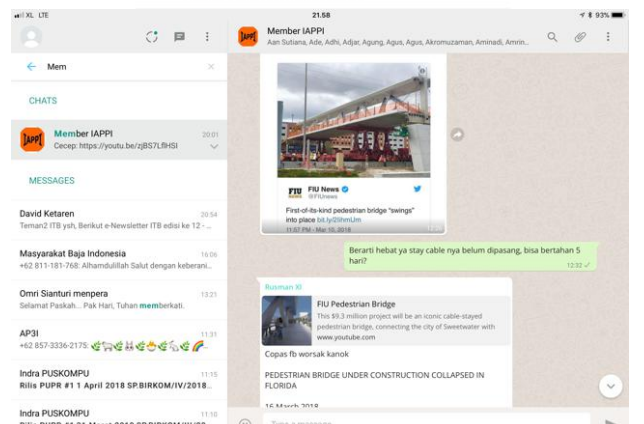 XL LTE
21.58
93%
Mem
CHATS
IAPPI
Member IAPPI
20.01
Cecep: https://youtu.be/zjBS7LflHSI
MESSAGES
David Ketaren
20.54
Teman2 ITB ysh, Berikut e-Newsletter ITB edisi ke 12 -...
Masyarakat Baja Indonesia
16.06
+62 811-181-768: Alhamdulillah Salut dengan keberani...
Omri Sianturi menpera
13.21
Selamat Paskah... Pak Hari, Tuhan memberkati.
AP3I
11.31
+62 857-3336-2175:
Indra PUSKOMPU
11.15
Rilis PUPR #1 1 April 2018 SP.BIRKOM/IV/2018...
Indra PUSKOMPU
11.10
IAPPI
Member IAPPI
Aan Sutiana, Ade, Adhi, Adjar, Agung, Agus, Agus, Akromuzaman, Aminadi, Amrin...
FIU
FIU News
@FIUnews
First-of-its-kind pedestrian bridge "swings"
into place bit.ly/2IhmUm
11:57 PM - Mar 10, 2018
Berarti hebat ya stay cable nya belum dipasang, bisa bertahan 5
hari?
12.32
Rusman XI
FIU Pedestrian Bridge
This $9.3 million project will be an iconic cable-stayed
pedestrian bridge, connecting the city of Sweetwater with
www.youtube.com
Copas fb worsak kanok
PEDESTRIAN BRIDGE UNDER CONSTRUCTION COLLAPSED IN
FLORIDA
16 March 2018
Type a message